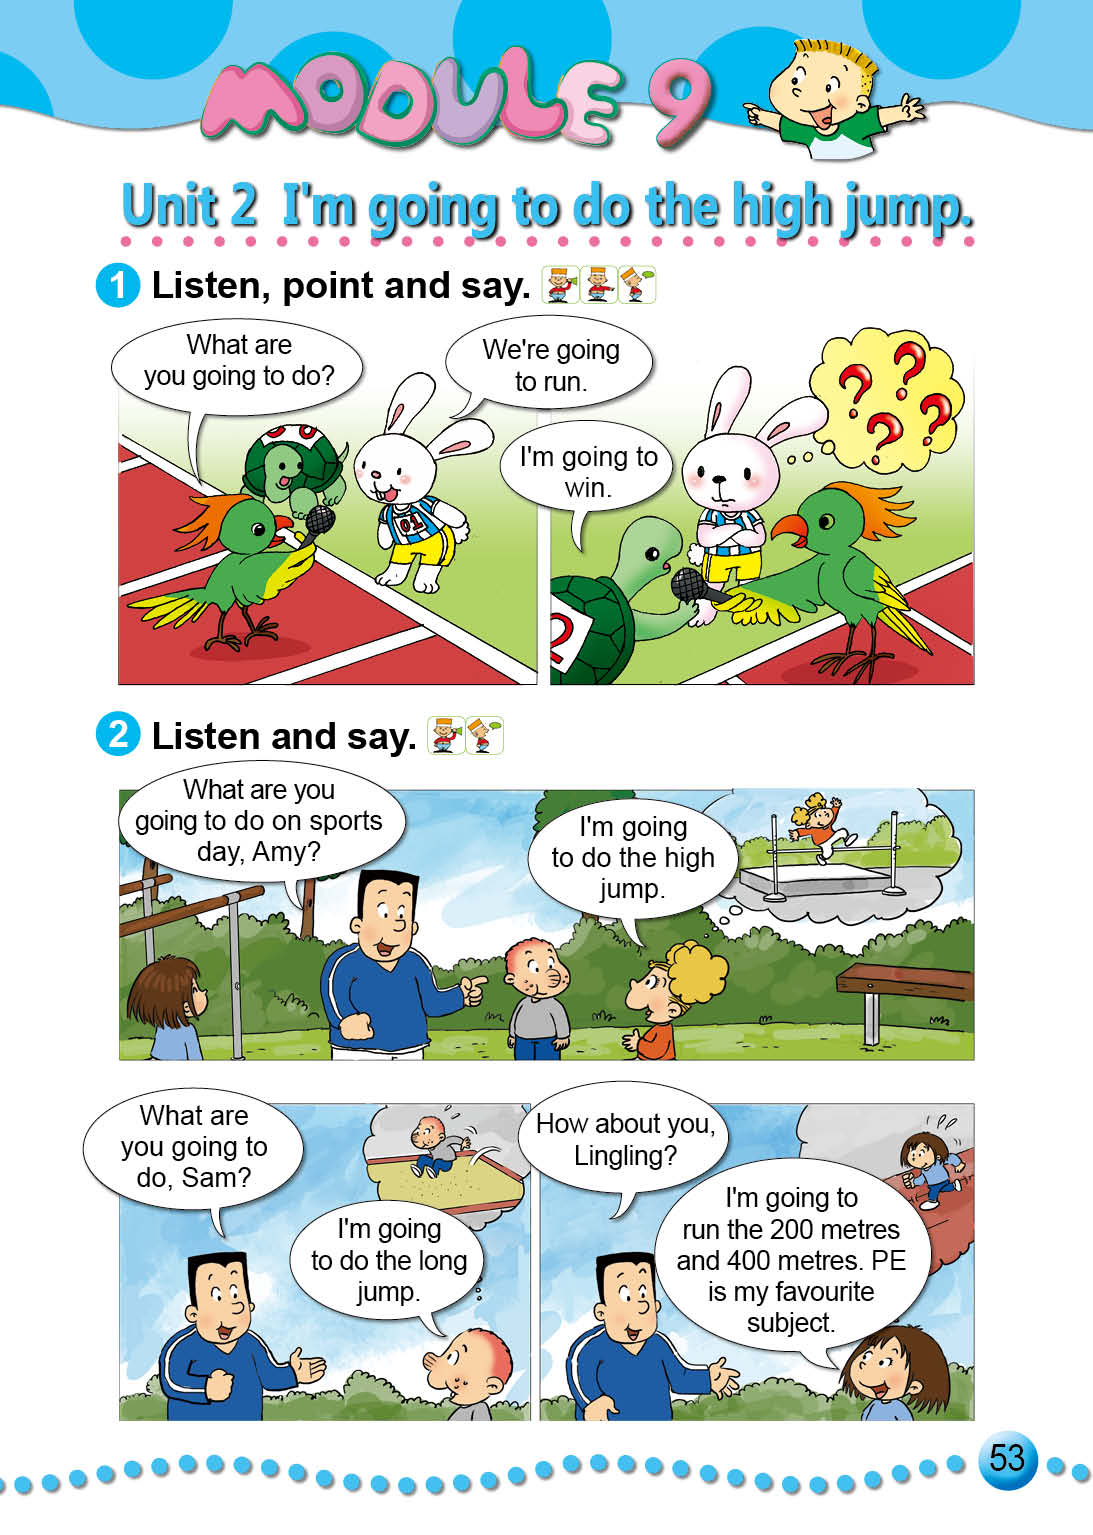 MODULE 9
Unit 2 I'm going to do the high jump.
1 Listen, point and say.
What are
you going to do?
We're going
to run.
I'm going to
win.
01
2
? ? ? ?
2 Listen and say.
What are you
going to do on sports
day, Amy?
I'm going
to do the high
jump.
What are
you going to
do, Sam?
I'm going
to do the long
jump.
How about you,
Lingling?
I'm going to
run the 200 metres
and 400 metres. PE
is my favourite
subject.
53